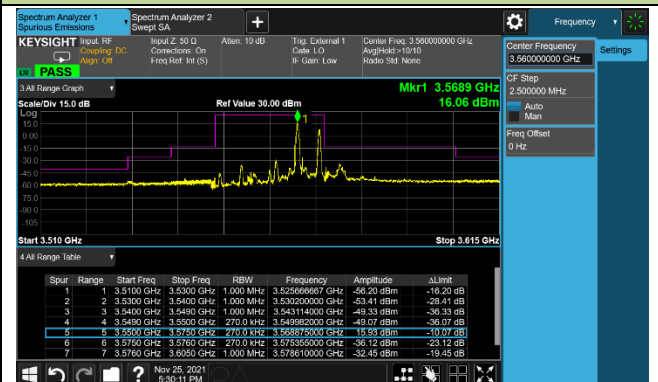 Spectrum Analyzer 1
Spurious Emissions
Spectrum Analyzer 2
Swept SA
Frequency
KEYSIGHT
Input: RF
Coupling: DC
Align: Off
Input Z: 50 Ω
Corrections: On
Freq Ref: Int (S)
Atten: 10 dB
Trig: External 1
Gate: LO
IF Gain: Low
Center Freq: 3.560000000 GHz
Avg|Hold:>10/10
Radio Std: None
PASS
Center Frequency
3.560000000 GHz
Settings
CF Step
2.500000 MHz
Auto
Man
Freq Offset
0 Hz
3 All Range Graph
Mkr1 3.5689 GHz
16.06 dBm
Scale/Div 15.0 dB
Ref Value 30.00 dBm
Log
15.0
0.00
-15.0
-30.0
-45.0
-60.0
-75.0
-90.0
-105
1
Start 3.510 GHz
Stop 3.615 GHz
4 All Range Table
Spur Range Start Freq Stop Freq RBW Frequency Amplitude ΔLimit
1 1 3.5100 GHz 3.5300 GHz 1.000 MHz 3.525666667 GHz -56.20 dBm -16.20 dB
2 2 3.5300 GHz 3.5400 GHz 1.000 MHz 3.530200000 GHz -53.41 dBm -28.41 dB
3 3 3.5400 GHz 3.5490 GHz 1.000 MHz 3.543114000 GHz -49.33 dBm -36.33 dB
4 4 3.5490 GHz 3.5500 GHz 270.0 kHz 3.549982000 GHz -49.07 dBm -36.07 dB
5 5 3.5500 GHz 3.5750 GHz 270.0 kHz 3.568875000 GHz 15.93 dBm -10.07 dB
6 6 3.5750 GHz 3.5760 GHz 270.0 kHz 3.575355000 GHz -36.12 dBm -23.12 dB
7 7 3.5760 GHz 3.6050 GHz 1.000 MHz 3.578610000 GHz -32.45 dBm -19.45 dB
Nov 25, 2021
5:30:11 PM